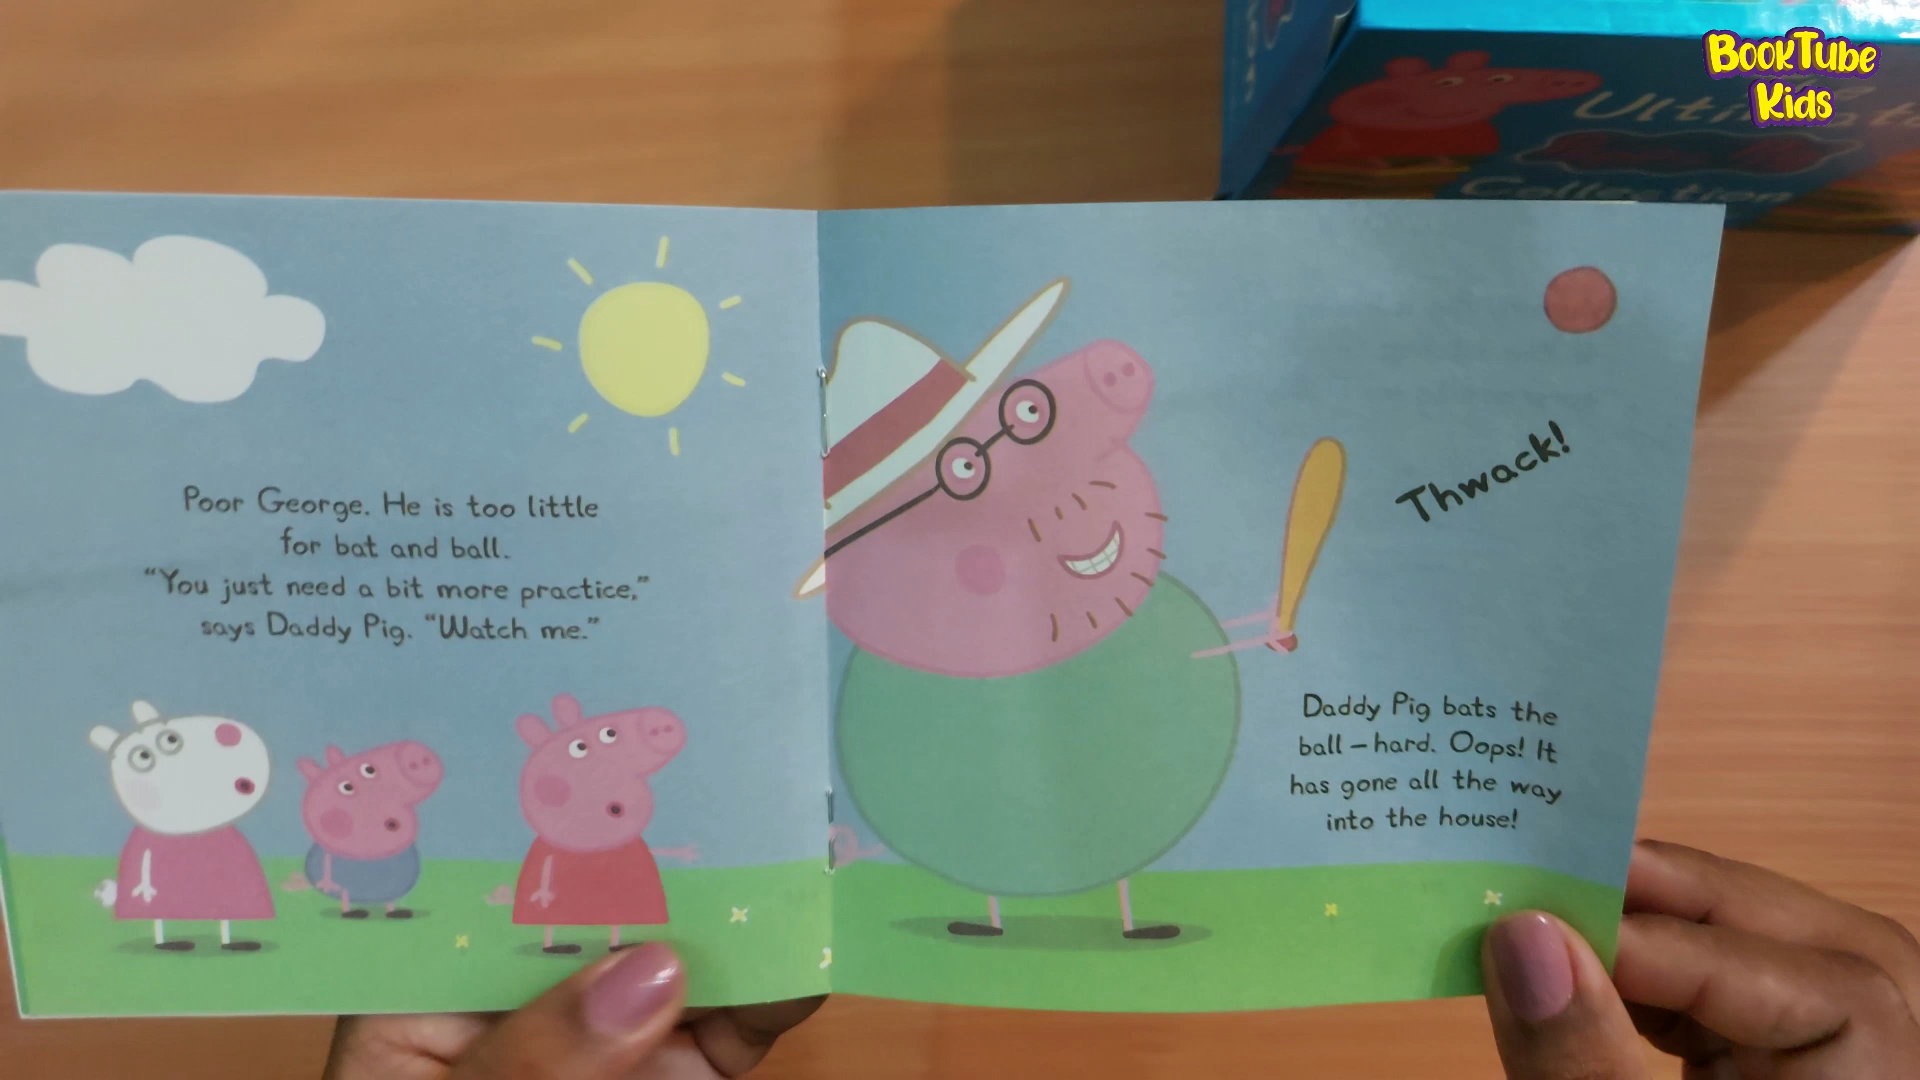 BookTube
Kids
Collection
Poor George. He is too little
for bat and ball.
“You just need a bit more practice,”
says Daddy Pig. “Watch me.”
Thwack!
Daddy Pig bats the
ball – hard. Oops! It
has gone all the way
into the house!